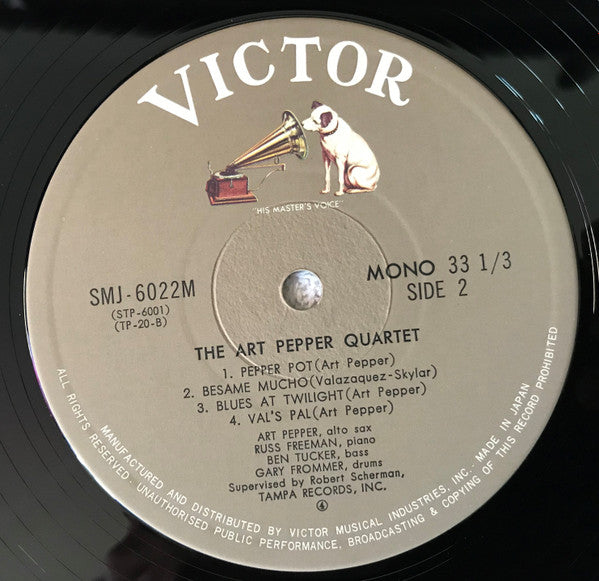 VICTOR
"HIS MASTER'S VOICE"
SMJ-6022M
(STP-6001)
(TP-20-B)
MONO 33 1/3
SIDE 2
THE ART PEPPER QUARTET
1. PEPPER POT(Art Pepper)
2. BESAME MUCHO(Valazaquez-Skylar)
3. BLUES AT TWILIGHT(Art Pepper)
4. VAL'S PAL(Art Pepper)
ART PEPPER, alto sax
RUSS FREEMAN, piano
BEN TUCKER, bass
GARY FROMMER, drums
Supervised by Robert Scherman,
TAMPA RECORDS, INC.
④
MANUFACTURED AND DISTRIBUTED BY VICTOR MUSICAL INDUSTRIES, INC. MADE IN JAPAN
ALL RIGHTS RESERVED. UNAUTHORISED PUBLIC PERFORMANCE, BROADCASTING & COPYING OF THIS RECORD PROHIBITED